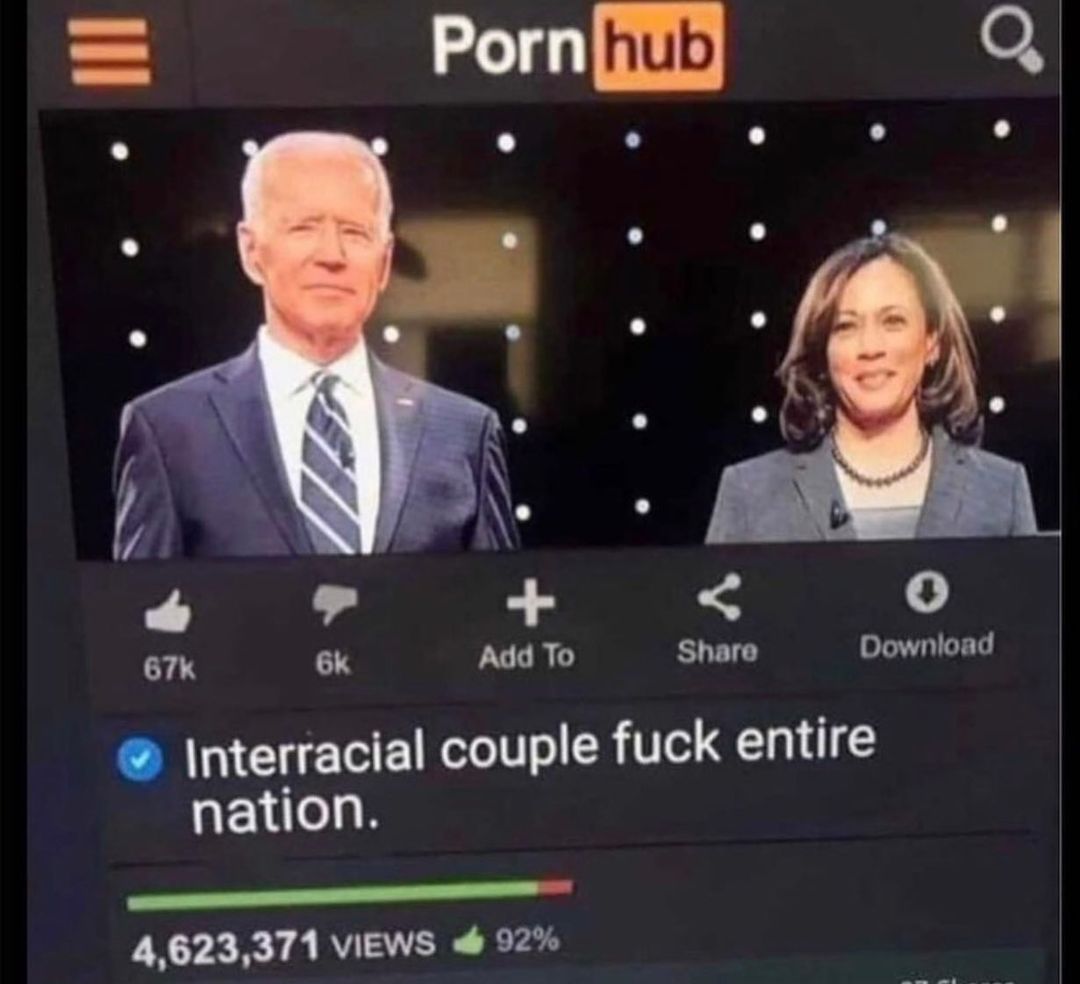 Porn hub
67k
6k
Add To
Share
Download
Interracial couple fuck entire
nation.
4,623,371 VIEWS 92%